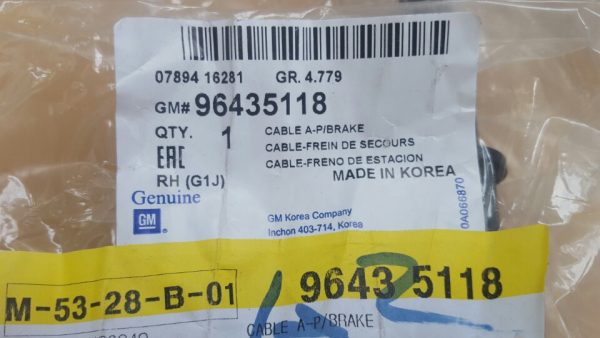 07894 16281 GR. 4.779
GM# 96435118
QTY. 1 CABLE A-P/BRAKE
EAC CABLE-FREIN DE SECOURS
CABLE-FRENO DE ESTACION
RH (G1J) MADE IN KOREA
Genuine
GM
GM Korea Company
Inchon 403-714, Korea
0A066870
M-53-28-B-01 96435118
CABLE A-P/BRAKE